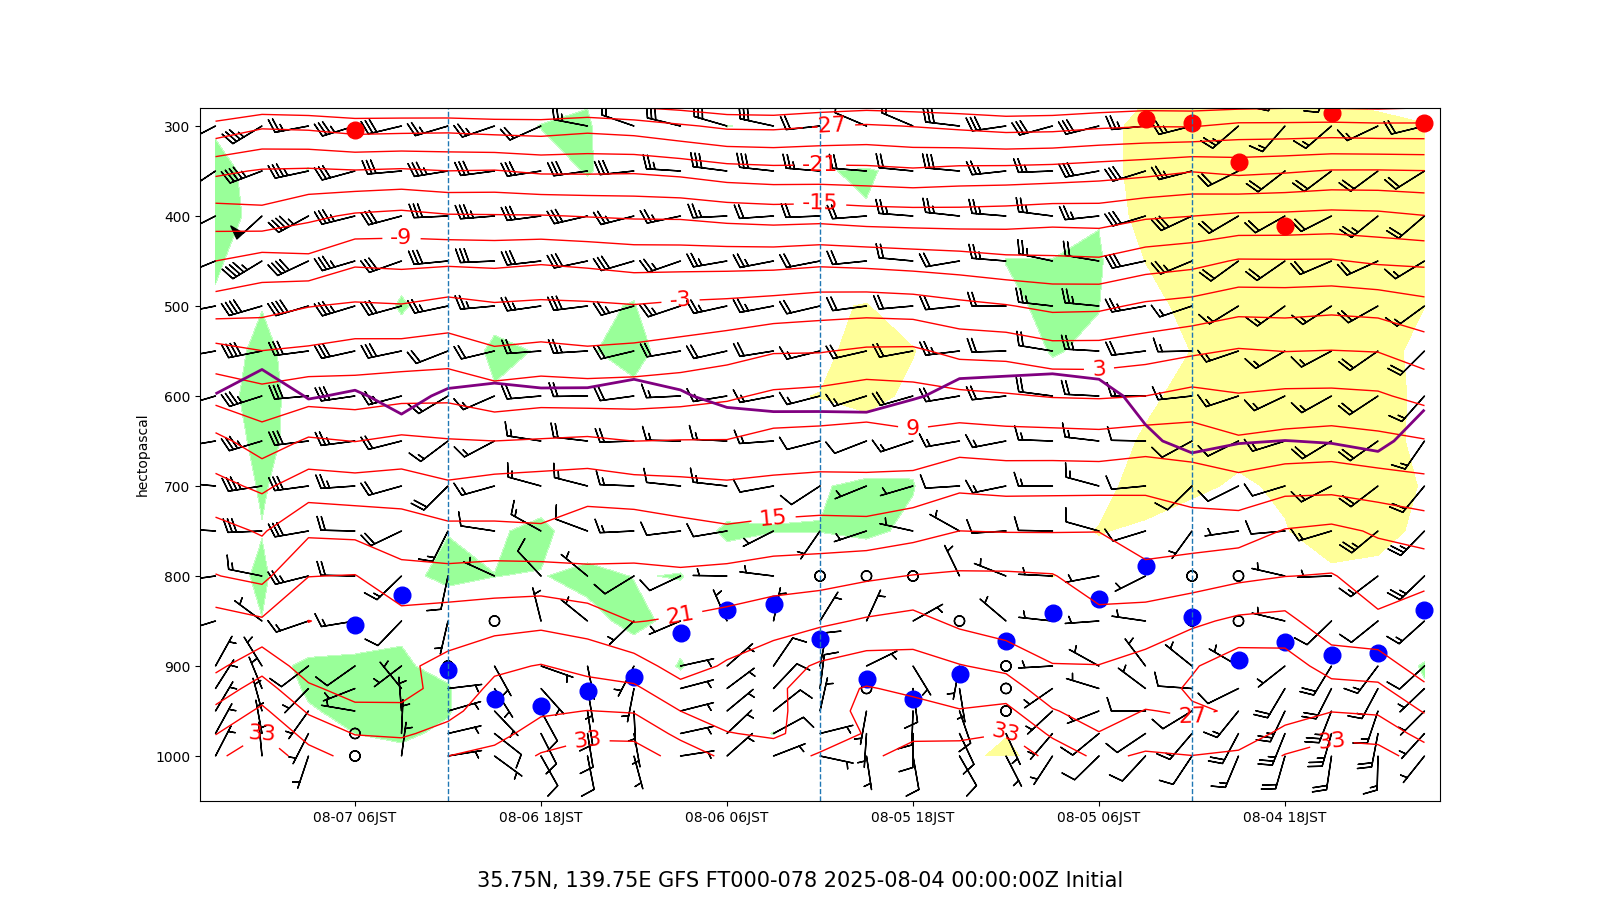 300
400
500
600
700
800
900
1000
hectopascal
27
-21
-15
-9
-3
3
9
15
21
27
33
33
33
33
08-07 06JST
08-06 18JST
08-06 06JST
08-05 18JST
08-05 06JST
08-04 18JST
35.75N, 139.75E GFS FT000-078 2025-08-04 00:00:00Z Initial